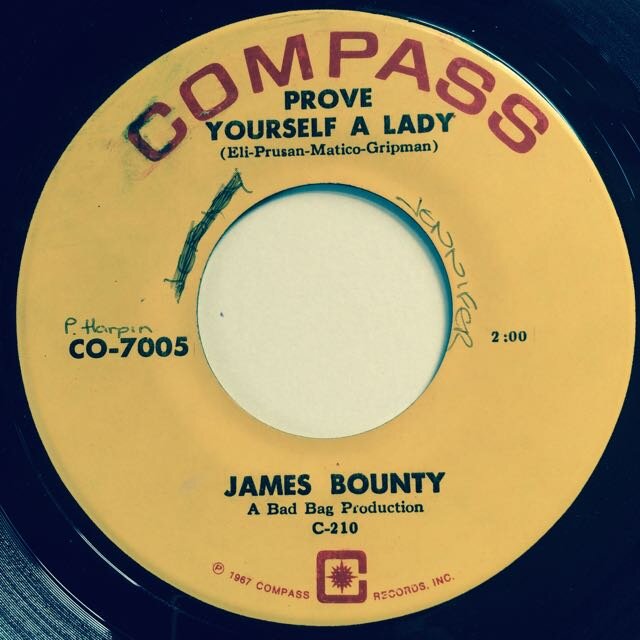 COMPASS
PROVE
YOURSELF A LADY
(Eli-Prusan-Matico-Gripman)
JENNIFER
P. Harpin
CO-7005
2:00
JAMES BOUNTY
A Bad Bag Production
C-210
C
℗ 1967 COMPASS RECORDS, INC.